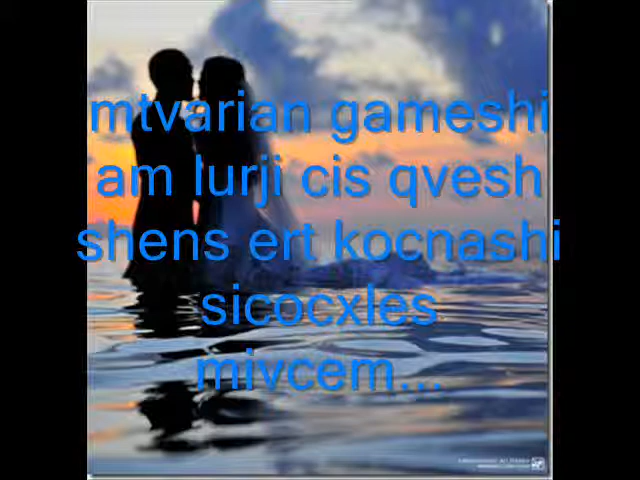 mtvarian gameshi
am lurji cis qvesh
shens ert kocnashi
sicocxles
mivcem...